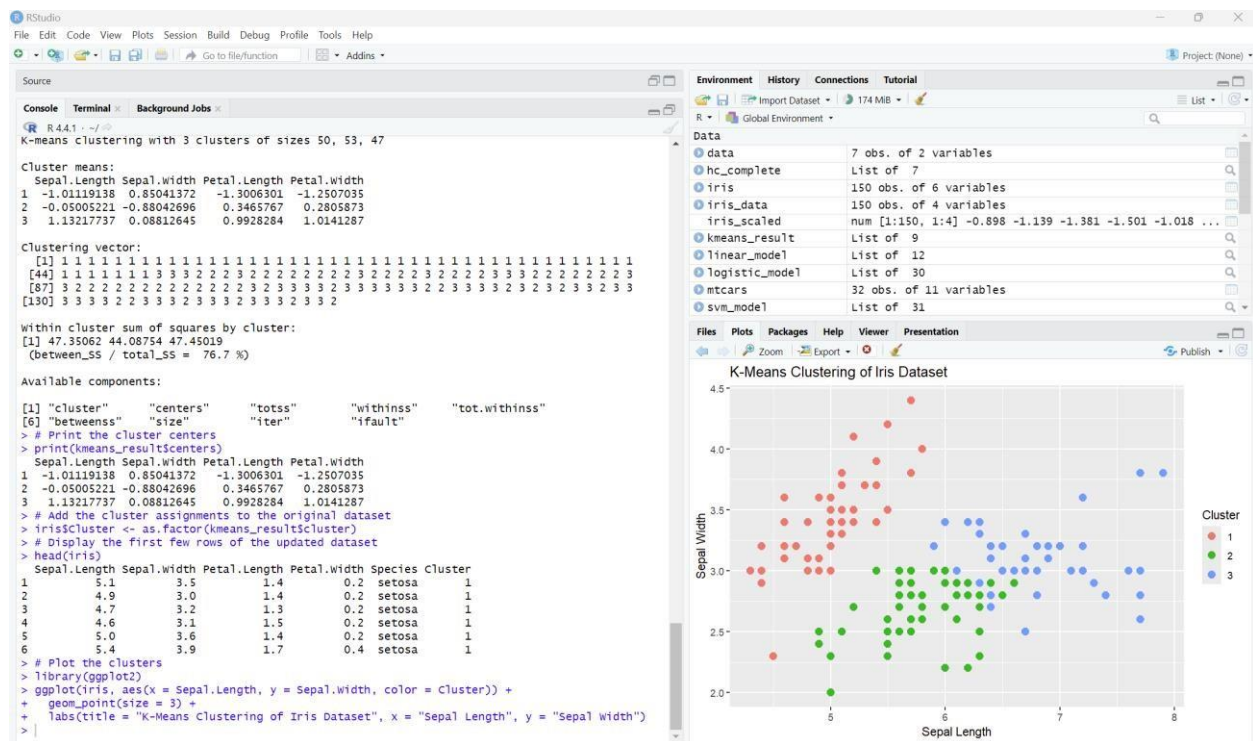 RStudio
File Edit Code View Plots Session Build Debug Profile Tools Help
Go to file/function Addins
Project: (None)
Source
Console Terminal Background Jobs
R 4.4.1 · ~/
K-means clustering with 3 clusters of sizes 50, 53, 47
Cluster means:
Sepal.Length Sepal.Width Petal.Length Petal.Width
1 -1.01119138 0.85041372 -1.3006301 -1.2507035
2 -0.05005221 -0.88042696 0.3465767 0.2805873
3 1.13217737 0.08812645 0.9928284 1.0141287
Clustering vector:
[1] 1 1 1 1 1 1 1 1 1 1 1 1 1 1 1 1 1 1 1 1 1 1 1 1 1 1 1 1 1 1 1 1 1 1 1 1 1 1 1 1 1 1 1
[44] 1 1 1 1 1 1 1 3 3 3 2 2 2 3 2 2 2 2 2 2 2 2 3 2 2 2 2 3 2 2 2 2 3 3 3 2 2 2 2 2 2 2 3
[87] 3 2 2 2 2 2 2 2 2 2 2 2 2 2 3 2 3 3 3 3 2 3 3 3 3 3 3 2 2 3 3 3 3 2 3 2 3 2 3 3 2 3 3
[130] 3 3 3 3 2 2 3 3 3 2 3 3 3 2 3 3 3 2 3 3 2
Within cluster sum of squares by cluster:
[1] 47.35062 44.08754 47.45019
(between_SS / total_SS = 76.7 %)
Available components:
[1] "cluster" "centers" "totss" "withinss" "tot.withinss"
[6] "betweenss" "size" "iter" "ifault"
> # Print the cluster centers
> print(kmeans_result$centers)
Sepal.Length Sepal.Width Petal.Length Petal.Width
1 -1.01119138 0.85041372 -1.3006301 -1.2507035
2 -0.05005221 -0.88042696 0.3465767 0.2805873
3 1.13217737 0.08812645 0.9928284 1.0141287
> # Add the cluster assignments to the original dataset
> iris$Cluster <- as.factor(kmeans_result$cluster)
> # Display the first few rows of the updated dataset
> head(iris)
Sepal.Length Sepal.Width Petal.Length Petal.Width Species Cluster
1 5.1 3.5 1.4 0.2 setosa 1
2 4.9 3.0 1.4 0.2 setosa 1
3 4.7 3.2 1.3 0.2 setosa 1
4 4.6 3.1 1.5 0.2 setosa 1
5 5.0 3.6 1.4 0.2 setosa 1
6 5.4 3.9 1.7 0.4 setosa 1
> # Plot the clusters
> library(ggplot2)
> ggplot(iris, aes(x = Sepal.Length, y = Sepal.Width, color = Cluster)) +
+ geom_point(size = 3) +
+ labs(title = "K-Means Clustering of Iris Dataset", x = "Sepal Length", y = "Sepal Width")
>
Environment History Connections Tutorial
Import Dataset 174 MiB List
R Global Environment
Data
data 7 obs. of 2 variables
hc_complete List of 7
iris 150 obs. of 6 variables
iris_data 150 obs. of 4 variables
iris_scaled num [1:150, 1:4] -0.898 -1.139 -1.381 -1.501 -1.018 ...
kmeans_result List of 9
linear_model List of 12
logistic_model List of 30
mtcars 32 obs. of 11 variables
svm_model List of 31
Files Plots Packages Help Viewer Presentation
Zoom Export Publish
K-Means Clustering of Iris Dataset
4.5
4.0
3.5
3.0
2.5
2.0
Sepal Width
5 6 7 8
Sepal Length
Cluster
1
2
3